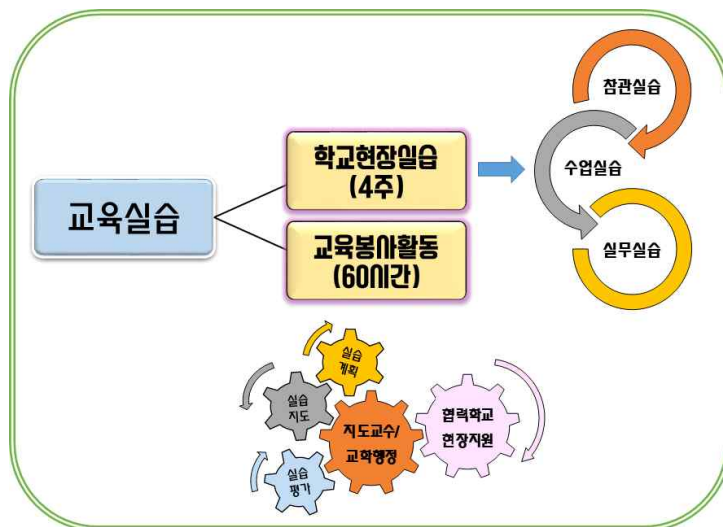 참관실습
학교현장실습
(4주)
수업실습
교육실습
교육봉사활동
(60시간)
실무실습
실습
계획
실습
지도
지도교수/
교학행정
협력학교
현장지원
실습
평가